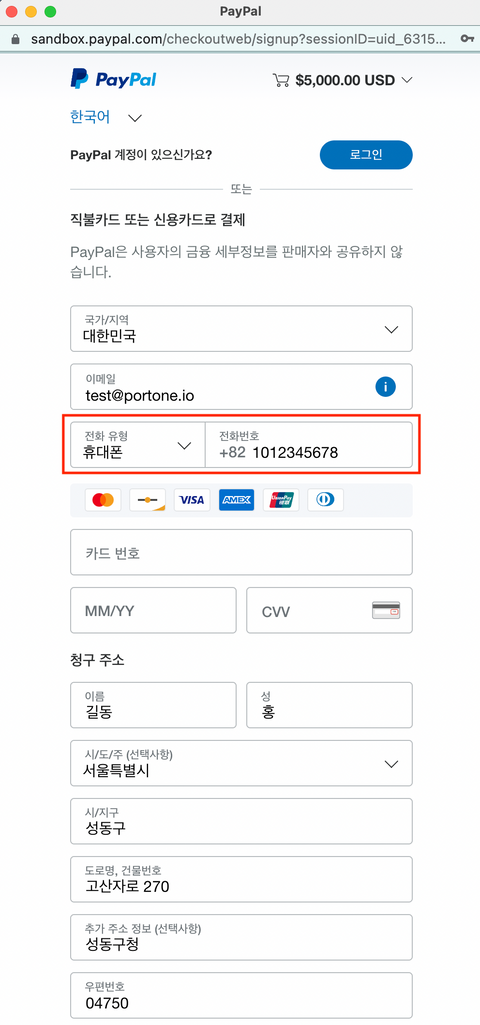 PayPal
sandbox.paypal.com/checkoutweb/signup?sessionID=uid_6315...
PayPal
$5,000.00 USD
한국어
PayPal 계정이 있으신가요?
로그인
또는
직불카드 또는 신용카드로 결제
PayPal은 사용자의 금융 세부정보를 판매자와 공유하지 않
습니다.
국가/지역
대한민국
이메일
test@portone.io
i
전화 유형
휴대폰
전화번호
+82 1012345678
VISA
AMEX
UnionPay
카드 번호
MM/YY
CVV
청구 주소
이름
길동
성
홍
시/도/주 (선택사항)
서울특별시
시/지구
성동구
도로명, 건물번호
고산자로 270
추가 주소 정보 (선택사항)
성동구청
우편번호
04750